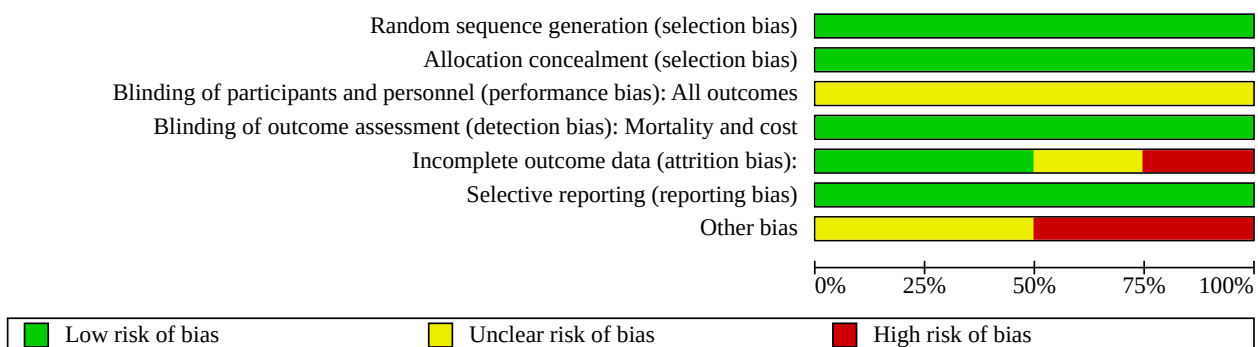 Random sequence generation (selection bias)
Allocation concealment (selection bias)
Blinding of participants and personnel (performance bias): All outcomes
Blinding of outcome assessment (detection bias): Mortality and cost
Incomplete outcome data (attrition bias):
Selective reporting (reporting bias)
Other bias
0% 25% 50% 75% 100%
Low risk of bias Unclear risk of bias High risk of bias